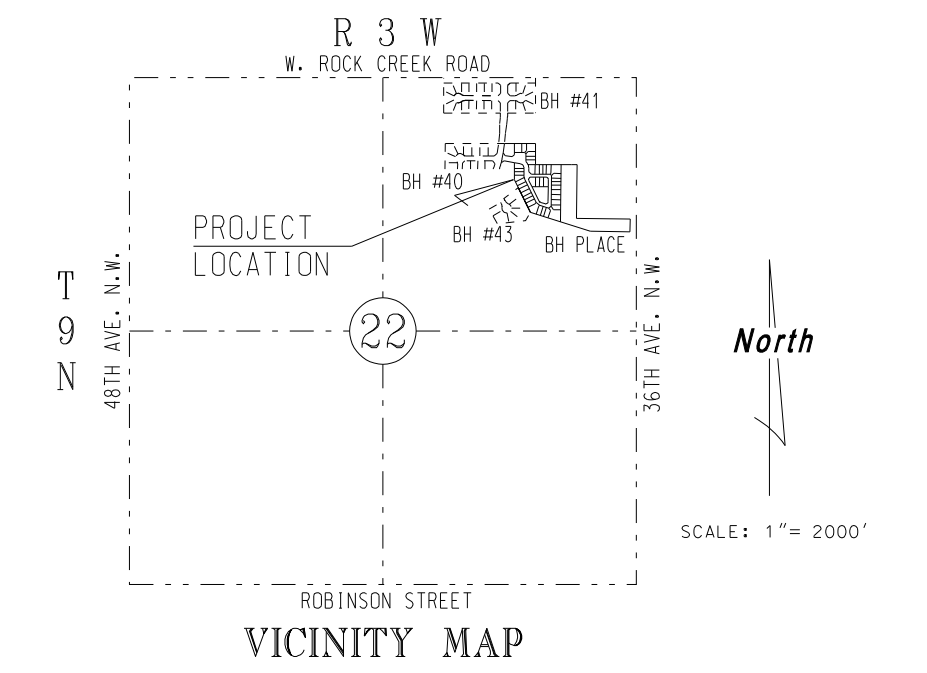 R 3 W
W. ROCK CREEK ROAD
BH #41
BH #40
PROJECT
LOCATION
BH #43
BH PLACE
T
9
N
48TH AVE. N.W.
22
36TH AVE. N.W.
North
SCALE: 1"= 2000'
ROBINSON STREET
VICINITY MAP